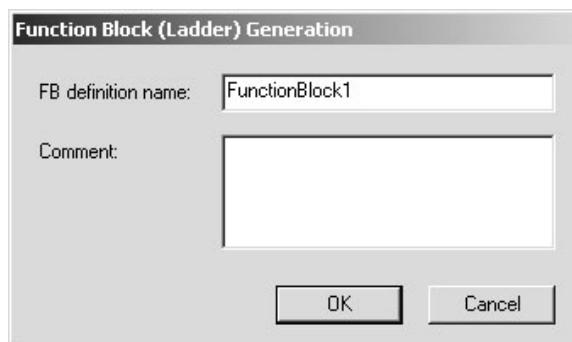 Function Block (Ladder) Generation
FB definition name: FunctionBlock1
Comment:
OK Cancel